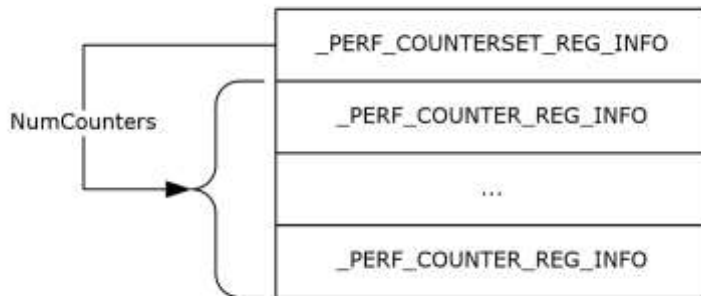 _PERF_COUNTERSET_REG_INFO
NumCounters
_PERF_COUNTER_REG_INFO
...
_PERF_COUNTER_REG_INFO